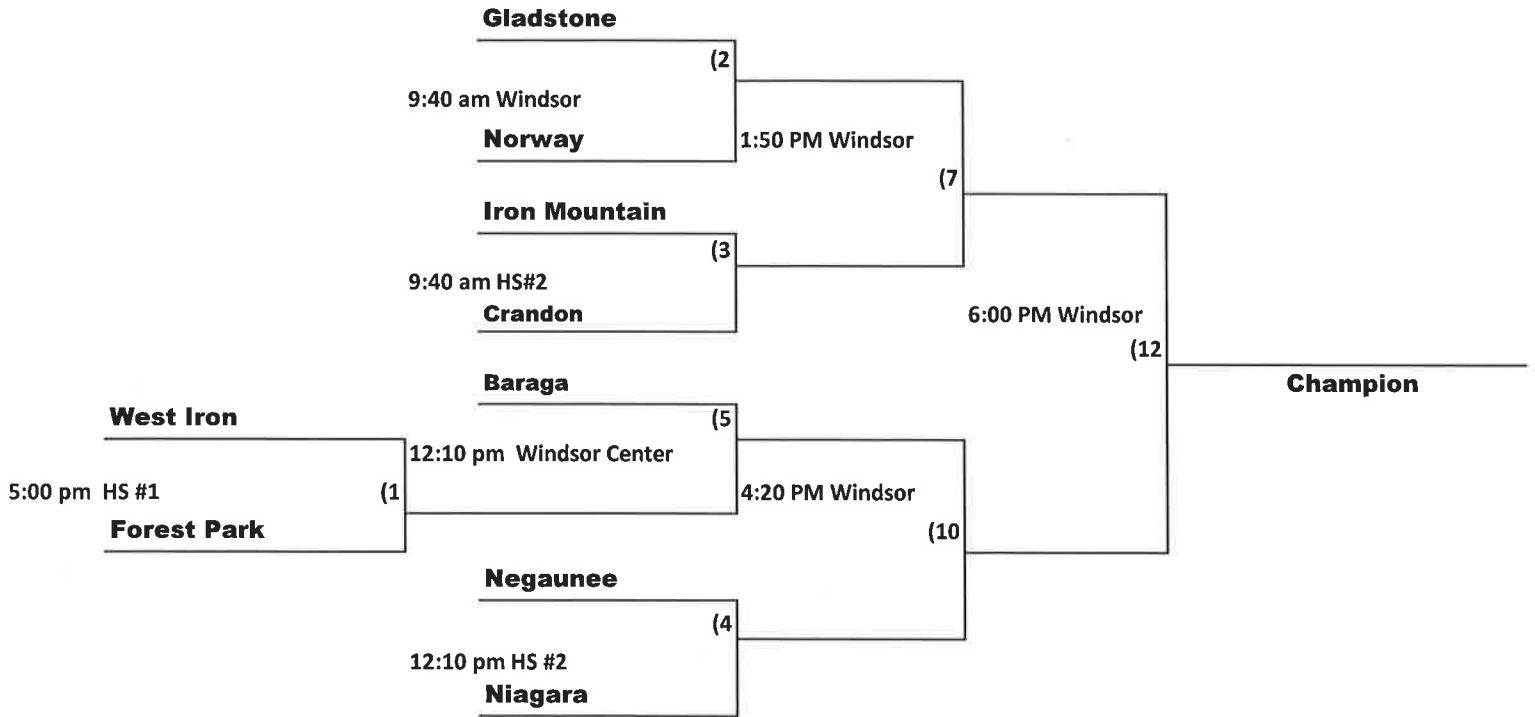 Gladstone
(2
9:40 am Windsor
Norway
1:50 PM Windsor
(7
Iron Mountain
(3
9:40 am HS#2
Crandon
6:00 PM Windsor
(12
Champion
Baraga
(5
West Iron
12:10 pm  Windsor Center
5:00 pm  HS #1
(1
4:20 PM Windsor
Forest Park
(10
Negaunee
(4
12:10 pm HS #2
Niagara